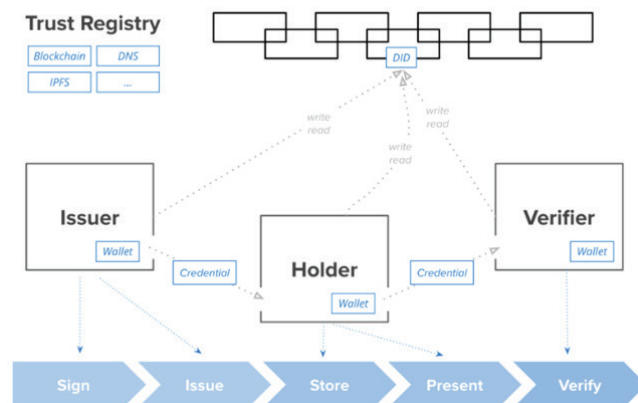 Trust Registry
Blockchain
DNS
IPFS
...
DID
write
read
write
read
write
read
Issuer
Wallet
Credential
Holder
Wallet
Credential
Verifier
Wallet
Sign
Issue
Store
Present
Verify